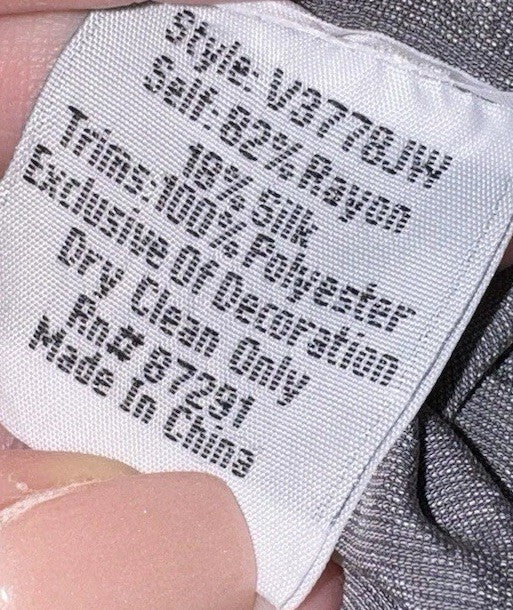 Style: V3778JW
Self: 82% Rayon
18% Silk
Trims: 100% Polyester
Exclusive Of Decoration
Dry Clean Only
Rn# 87291
Made In China